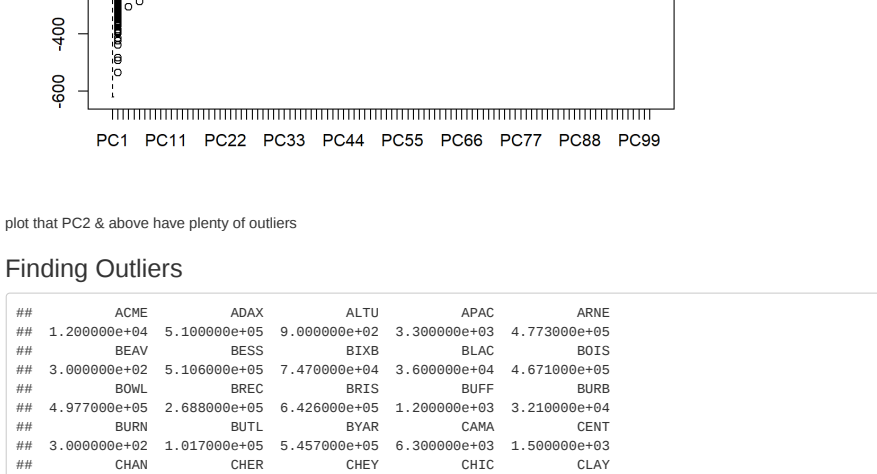 -400
-600
PC1 PC11 PC22 PC33 PC44 PC55 PC66 PC77 PC88 PC99
plot that PC2 & above have plenty of outliers
Finding Outliers
## ACME ADAX ALTU APAC ARNE
## 1.200000e+04 5.100000e+05 9.000000e+02 3.300000e+03 4.773000e+05
## BEAV BESS BIXB BLAC BOIS
## 3.000000e+02 5.106000e+05 7.470000e+04 3.600000e+04 4.671000e+05
## BOWL BREC BRIS BUFF BURB
## 4.977000e+05 2.688000e+05 6.426000e+05 1.200000e+03 3.210000e+04
## BURN BUTL BYAR CAMA CENT
## 3.000000e+02 1.017000e+05 5.457000e+05 6.300000e+03 1.500000e+03
## CHAN CHER CHEY CHIC CLAY